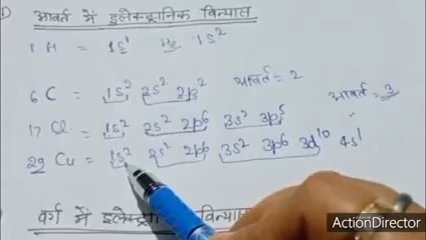 आवर्त में इलेक्ट्रानिक विन्यास
1 H = 1s¹ He 1s²
6 C = 1s² 2s² 2p² आवर्त = 2
17 Cl = 1s² 2s² 2p⁶ 3s² 3p⁵ आवर्त = 3
29 Cu = 1s² 2s² 2p⁶ 3s² 3p⁶ 3d¹⁰ 4s¹
वर्ग में इलेक्ट्रा विन्यास
ActionDirector